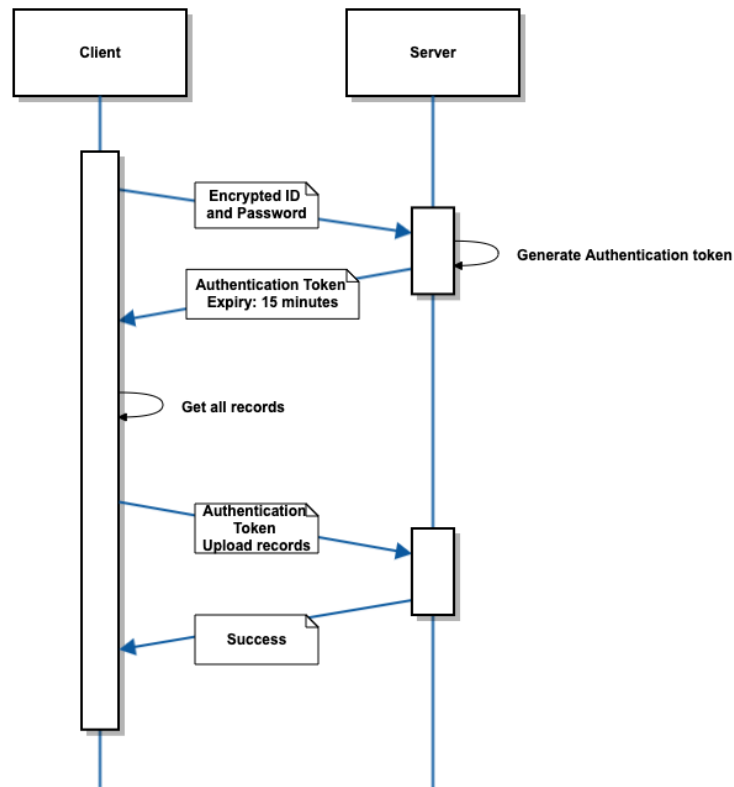 Client
Server
Encrypted ID
and Password
Generate Authentication token
Authentication Token
Expiry: 15 minutes
Get all records
Authentication
Token
Upload records
Success